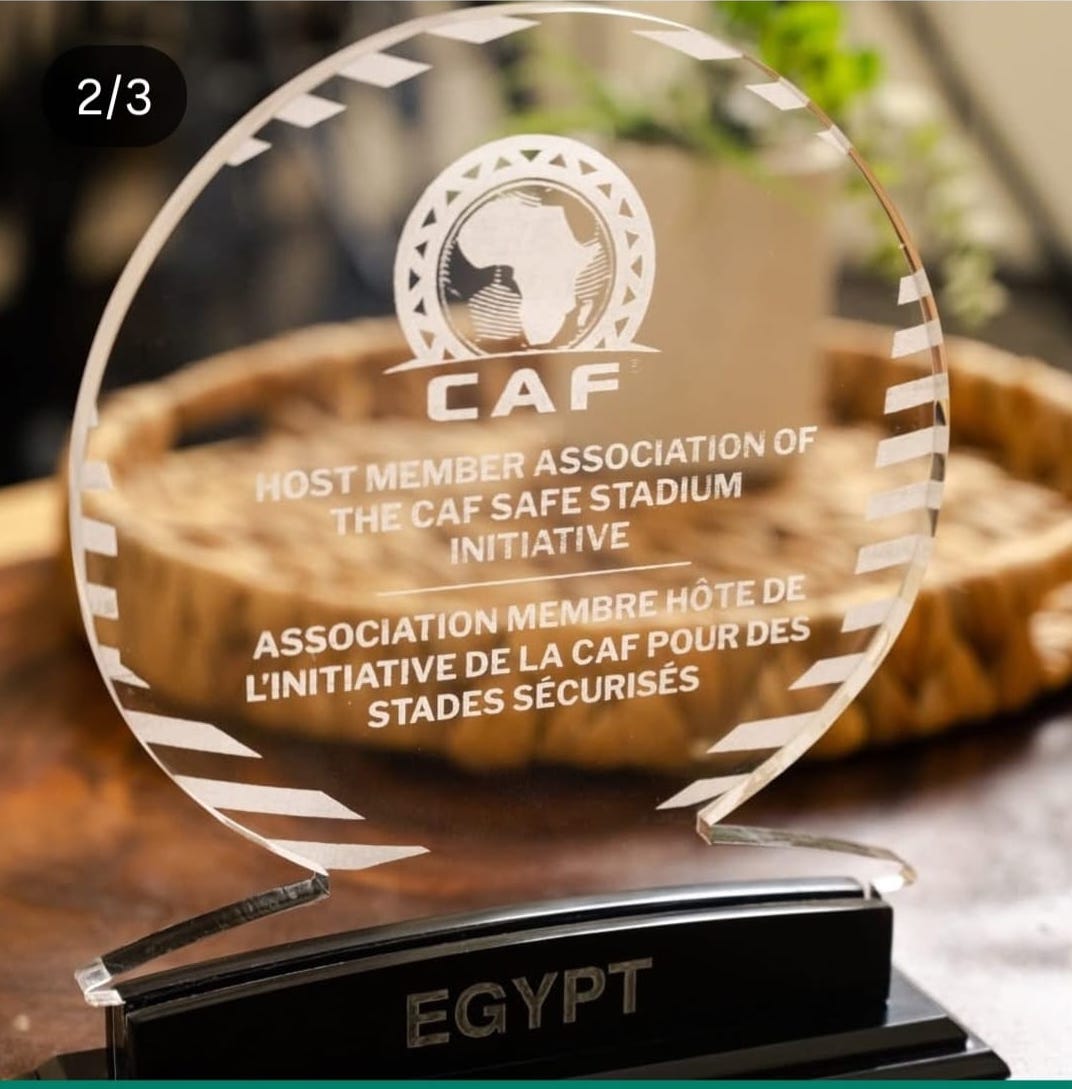 2/3
CAF
HOST MEMBER ASSOCIATION OF
THE CAF SAFE STADIUM
INITIATIVE
ASSOCIATION MEMBRE HÔTE DE
L'INITIATIVE DE LA CAF POUR DES
STADES SÉCURISÉS
EGYPT